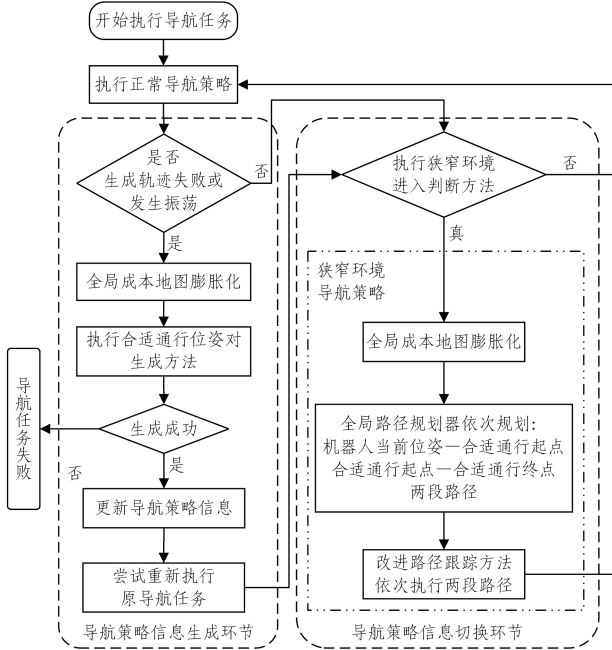 开始执行导航任务
执行正常导航策略
是否
生成轨迹失败或
发生振荡
否
是
全局成本地图膨胀化
执行合适通行位姿对
生成方法
生成成功
否
是
导航任务失败
更新导航策略信息
尝试重新执行
原导航任务
导航策略信息生成环节
执行狭窄环境
进入判断方法
否
真
狭窄环境
导航策略
全局成本地图膨胀化
全局路径规划器依次规划:
机器人当前位姿—合适通行起点
合适通行起点—合适通行终点
两段路径
改进路径跟踪方法
依次执行两段路径
导航策略信息切换环节